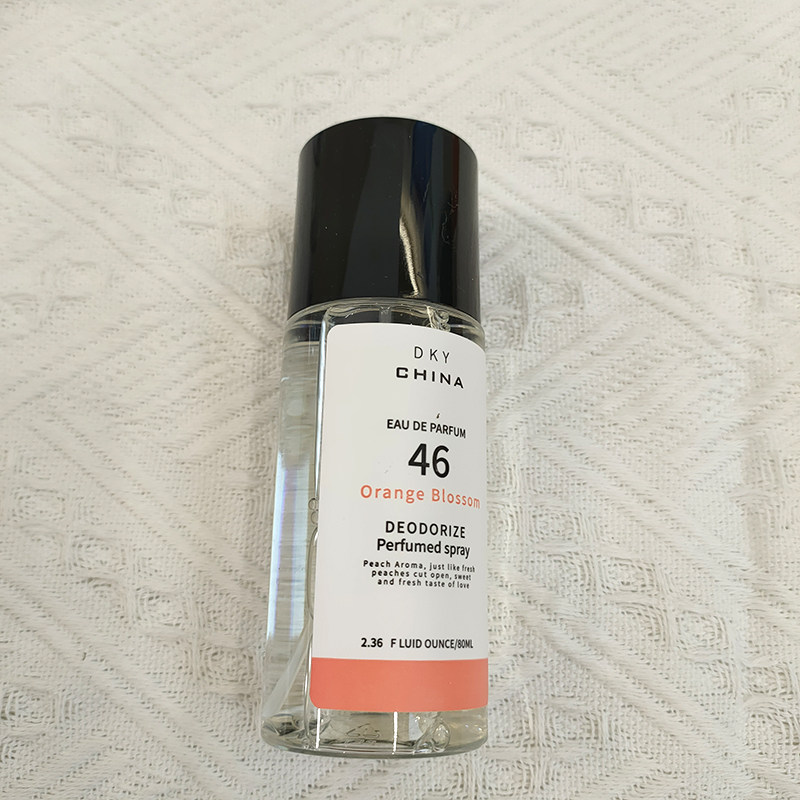 DKY
CHINA
EAU DE PARFUM
46
Orange Blossom
DEODORIZE
Perfumed spray
Peach Aroma, just like fresh
peaches cut open, sweet
and fresh taste of love
2.36 F LUID OUNCE/80ML